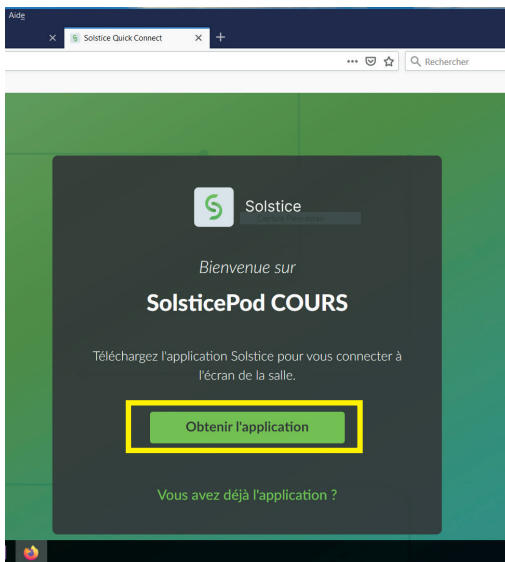 Aide
Solstice Quick Connect
Rechercher
Solstice
Bienvenue sur
SolsticePod COURS
Téléchargez l'application Solstice pour vous connecter à
l'écran de la salle.
Obtenir l'application
Vous avez déjà l'application ?